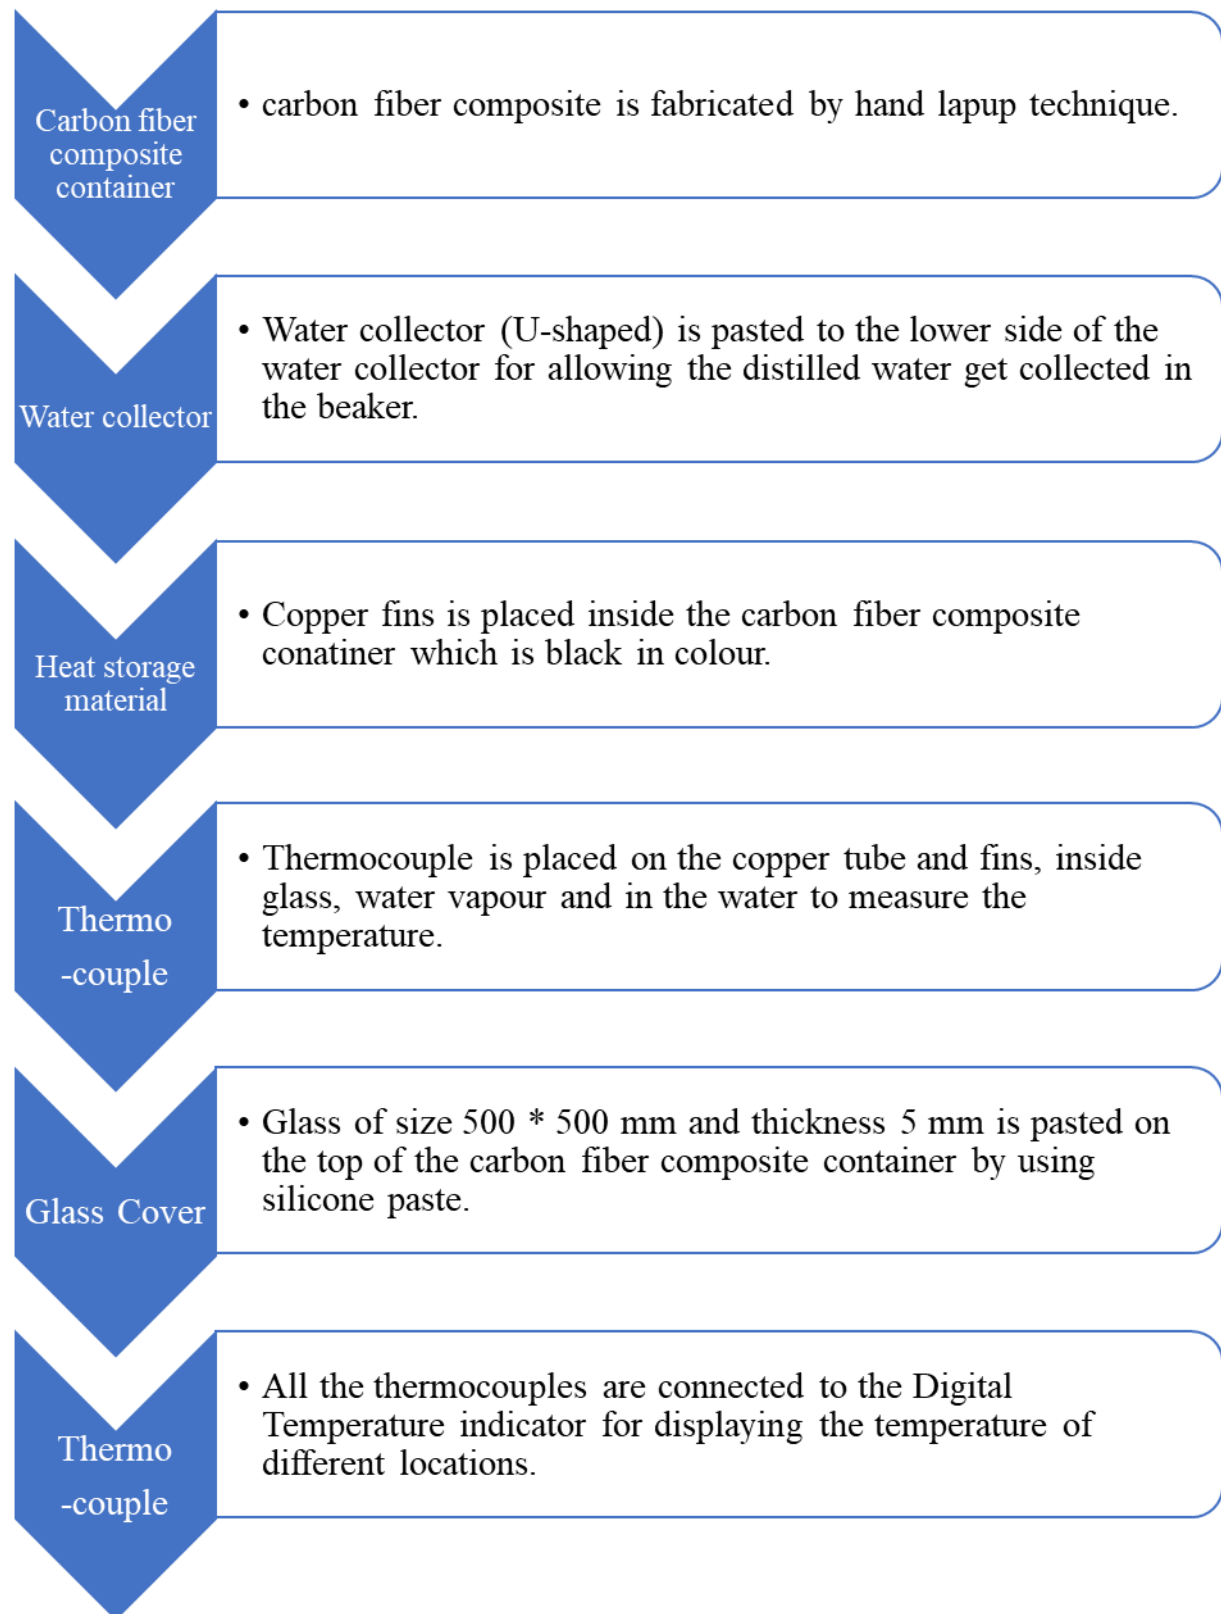 Carbon fiber
composite
container
• carbon fiber composite is fabricated by hand lapup technique.
Water collector
• Water collector (U-shaped) is pasted to the lower side of the
water collector for allowing the distilled water get collected in
the beaker.
Heat storage
material
• Copper fins is placed inside the carbon fiber composite
conatiner which is black in colour.
Thermo
-couple
• Thermocouple is placed on the copper tube and fins, inside
glass, water vapour and in the water to measure the
temperature.
Glass Cover
• Glass of size 500 * 500 mm and thickness 5 mm is pasted on
the top of the carbon fiber composite container by using
silicone paste.
Thermo
-couple
• All the thermocouples are connected to the Digital
Temperature indicator for displaying the temperature of
different locations.